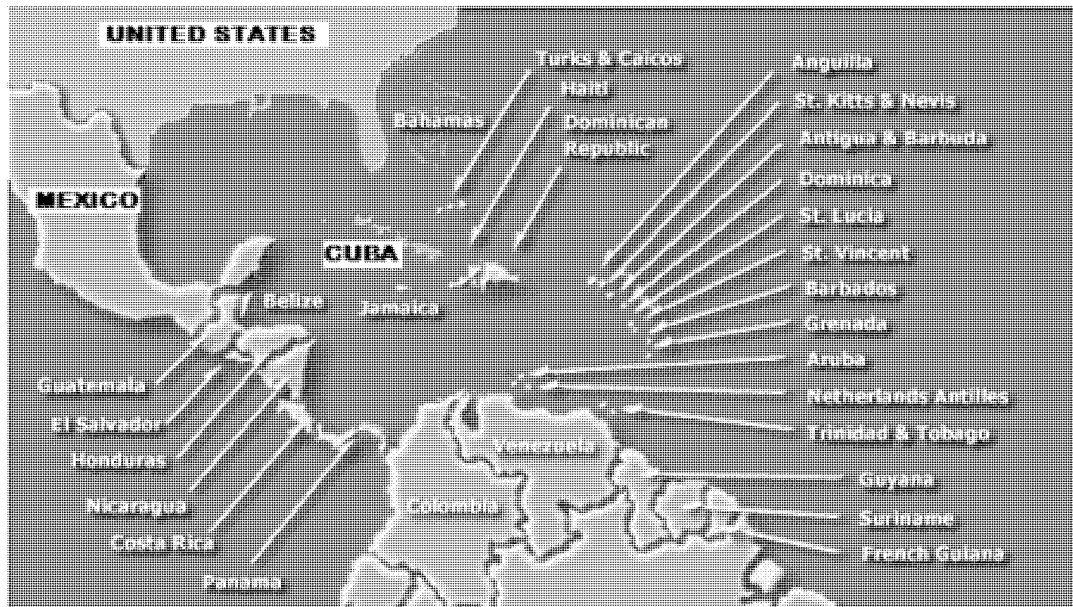 UNITED STATES
Turks & Caicos
Haiti
Bahamas
Dominican
Republic
Anguilla
St. Kitts & Nevis
Antigua & Barbuda
Dominica
St. Lucia
St. Vincent
Barbados
Grenada
Aruba
Netherlands Antilles
Trinidad & Tobago
Guyana
Suriname
French Guiana
MEXICO
CUBA
Belize
Jamaica
Guatemala
El Salvador
Honduras
Nicaragua
Costa Rica
Panama
Venezuela
Colombia